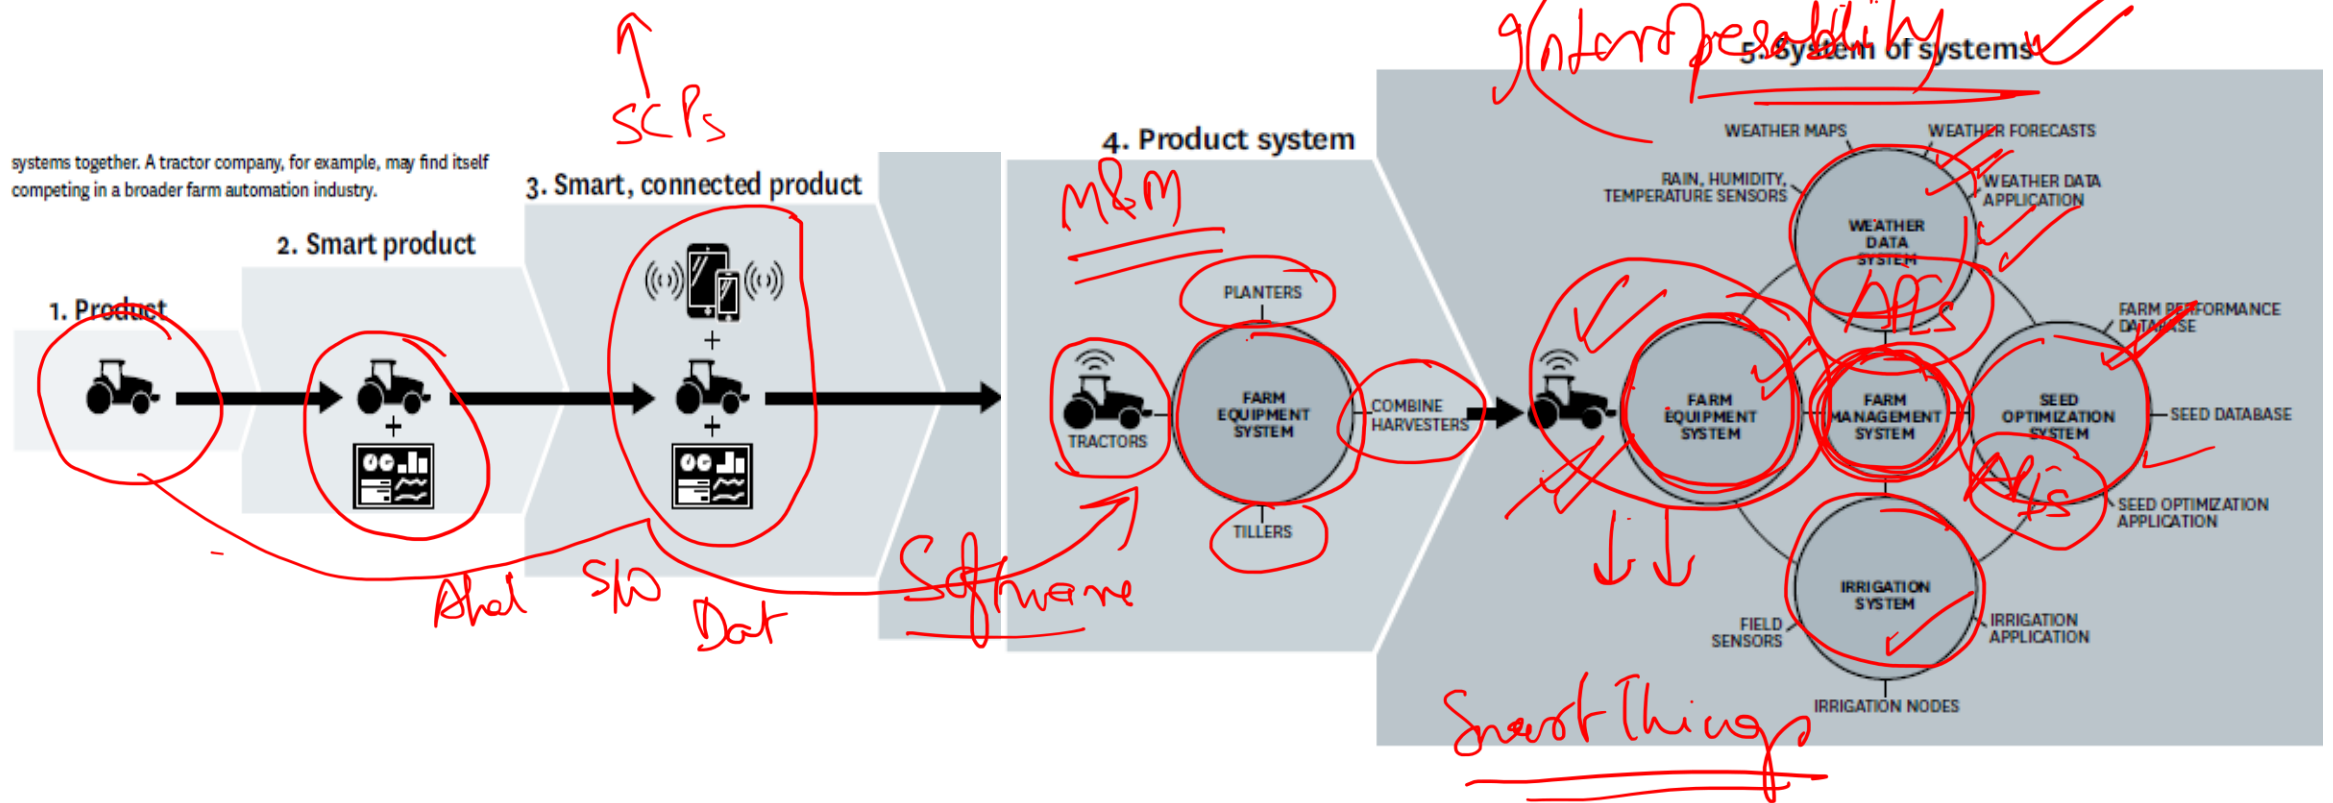 Interoperability
5. System of systems
SCPs
systems together. A tractor company, for example, may find itself
competing in a broader farm automation industry.
1. Product
2. Smart product
3. Smart, connected product
S/W
Dat
Software
4. Product system
M&M
PLANTERS
TRACTORS
FARM
EQUIPMENT
SYSTEM
COMBINE
HARVESTERS
TILLERS
WEATHER MAPS
WEATHER FORECASTS
RAIN, HUMIDITY,
TEMPERATURE SENSORS
WEATHER DATA
APPLICATION
WEATHER
DATA
SYSTEM
APIs
FARM
EQUIPMENT
SYSTEM
FARM
MANAGEMENT
SYSTEM
FARM PERFORMANCE
DATABASE
SEED
OPTIMIZATION
SYSTEM
SEED DATABASE
APIs
SEED OPTIMIZATION
APPLICATION
IRRIGATION
SYSTEM
FIELD
SENSORS
IRRIGATION
APPLICATION
IRRIGATION NODES
Smart Things